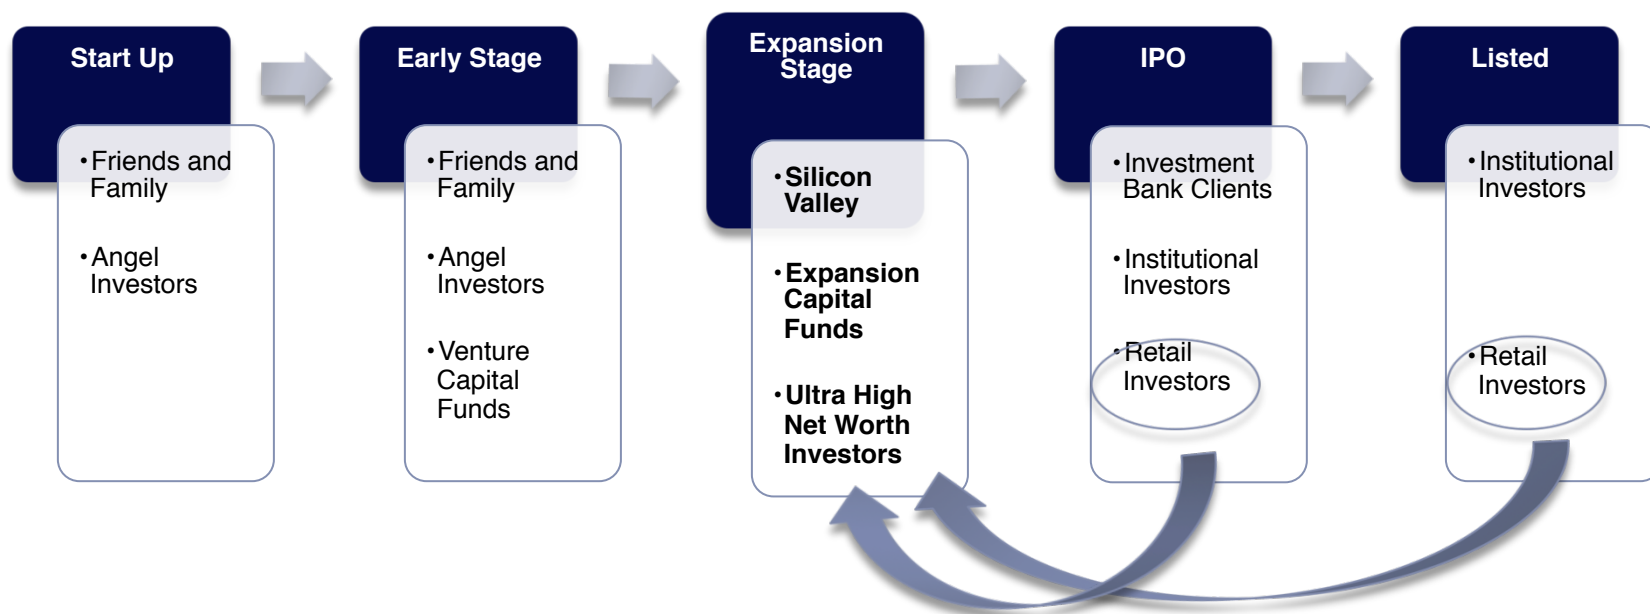 Start Up
• Friends and
Family
• Angel
Investors
Early Stage
• Friends and
Family
• Angel
Investors
• Venture
Capital
Funds
Expansion
Stage
• Silicon
Valley
• Expansion
Capital
Funds
• Ultra High
Net Worth
Investors
IPO
• Investment
Bank Clients
• Institutional
Investors
• Retail
Investors
Listed
• Institutional
Investors
• Retail
Investors